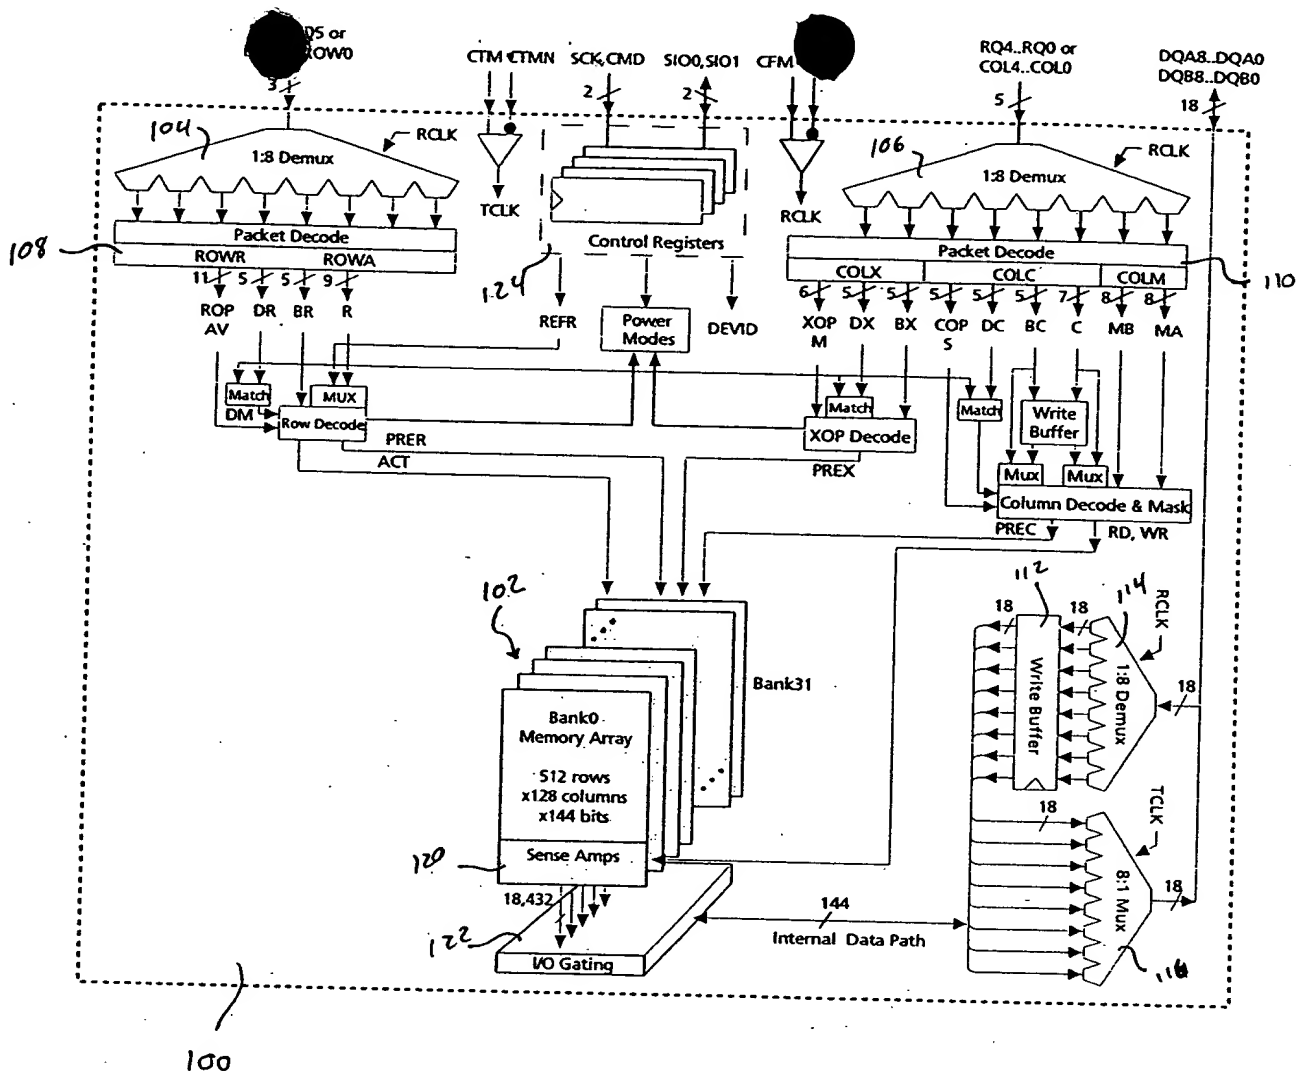 D5 or
ROW0
CTM CTMN
SCK,CMD
SIO0,SIO1
CFM
RQ4..RQ0 or
COL4..COL0
DQA8..DQA0
DQB8..DQB0
3
2
2
5
18
104
RCLK
1:8 Demux
106
RCLK
1:8 Demux
TCLK
RCLK
Control Registers
Packet Decode
ROWR ROWA
108
124
Packet Decode
COLX COLC COLM
110
11 5 5 9
6 5 5 5 5 5 7 8 8
ROP
AV
DR
BR
R
REFR
Power
Modes
DEVID
XOP
M
DX
BX
COP
S
DC
BC
C
MB
MA
Match
DM
MUX
Row Decode
Match
XOP Decode
Match
Write
Buffer
Mux
Mux
Column Decode & Mask
PRER
ACT
PREX
PREC
RD, WR
102
112
114
RCLK
18
18
Write Buffer
1:8 Demux
18
Bank31
Bank0
Memory Array
512 rows
x128 columns
x144 bits
120
Sense Amps
18,432
122
I/O Gating
144
Internal Data Path
18
TCLK
8:1 Mux
18
100